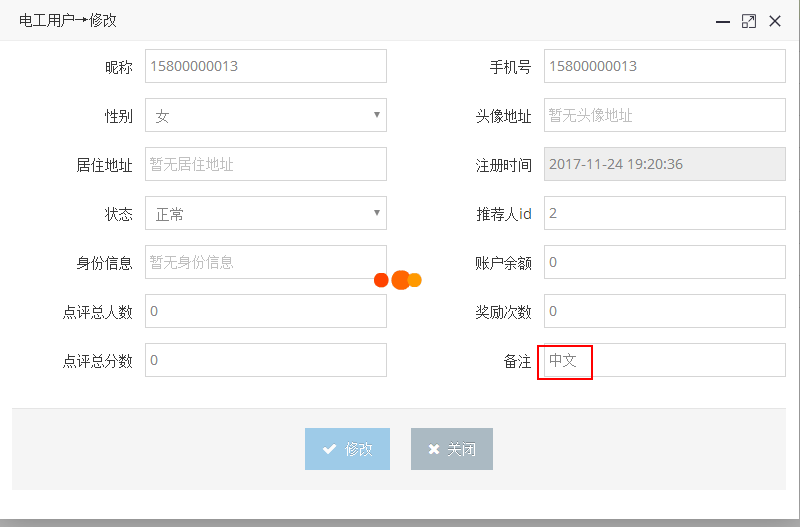 电工用户→修改
昵称 15800000013 手机号 15800000013
性别 女 头像地址 暂无头像地址
居住地址 暂无居住地址 注册时间 2017-11-24 19:20:36
状态 正常 推荐人id 2
身份信息 暂无身份信息 账户余额 0
点评总人数 0 奖励次数 0
点评总分数 0 备注 中文
修改 关闭